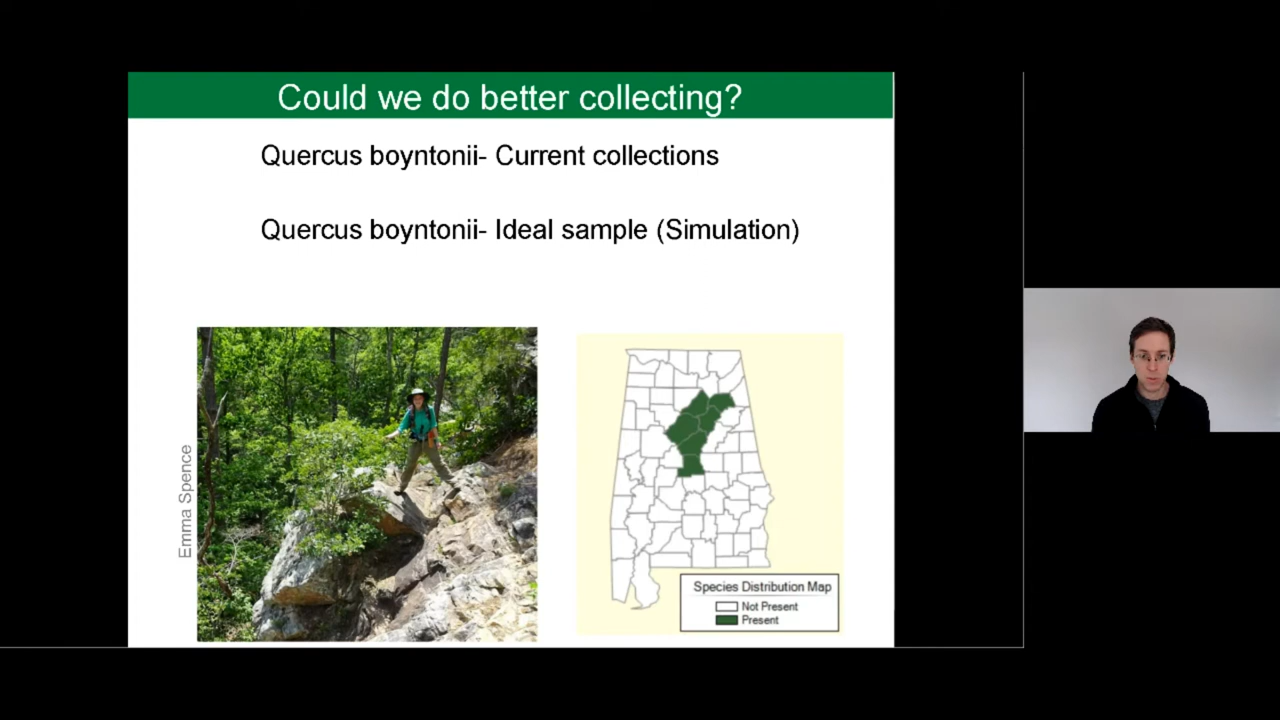 Could we do better collecting?
Quercus boyntonii- Current collections
Quercus boyntonii- Ideal sample (Simulation)
Emma Spence
Species Distribution Map
Not Present
Present